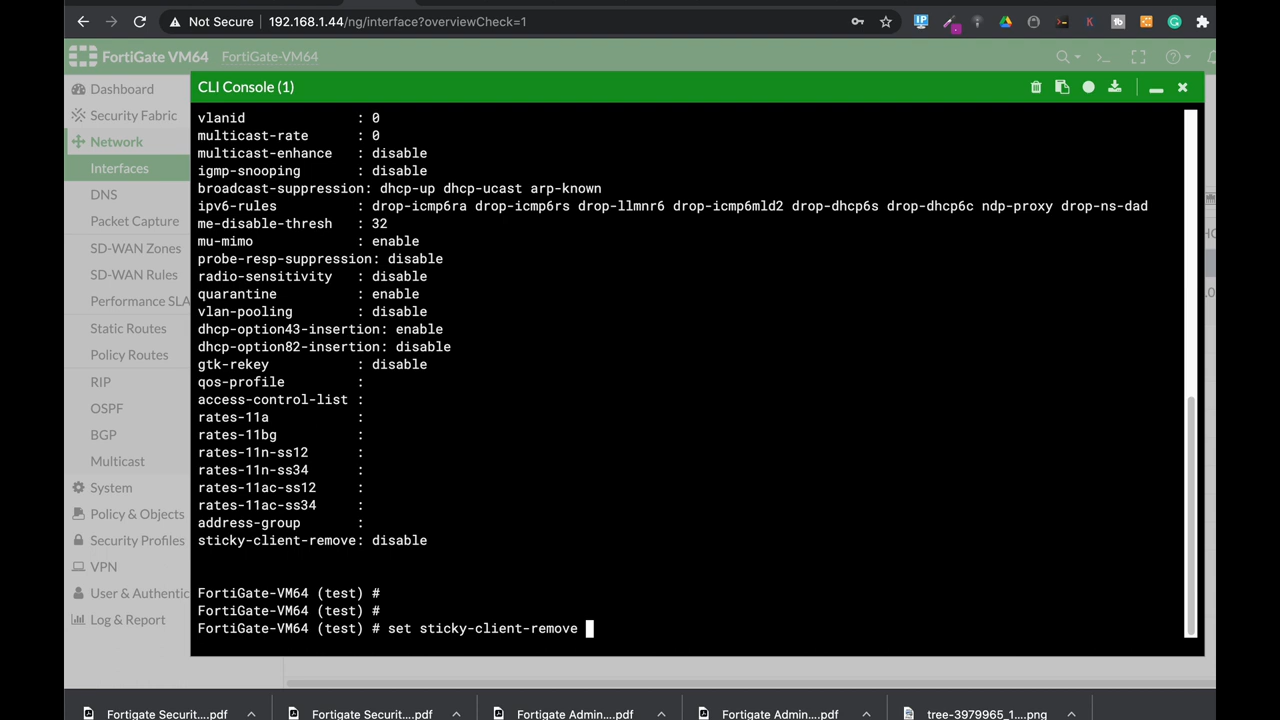 Not Secure 192.168.1.44/ng/interface?overviewCheck=1
FortiGate VM64 FortiGate-VM64
CLI Console (1)
Dashboard
Security Fabric
Network
Interfaces
DNS
Packet Capture
SD-WAN Zones
SD-WAN Rules
Performance SLA
Static Routes
Policy Routes
RIP
OSPF
BGP
Multicast
System
Policy & Objects
Security Profiles
VPN
User & Authentic
Log & Report
vlanid : 0
multicast-rate : 0
multicast-enhance : disable
igmp-snooping : disable
broadcast-suppression: dhcp-up dhcp-ucast arp-known
ipv6-rules : drop-icmp6ra drop-icmp6rs drop-llmnr6 drop-icmp6mld2 drop-dhcp6s drop-dhcp6c ndp-proxy drop-ns-dad
me-disable-thresh : 32
mu-mimo : enable
probe-resp-suppression: disable
radio-sensitivity : disable
quarantine : enable
vlan-pooling : disable
dhcp-option43-insertion: enable
dhcp-option82-insertion: disable
gtk-rekey : disable
qos-profile :
access-control-list :
rates-11a :
rates-11bg :
rates-11n-ss12 :
rates-11n-ss34 :
rates-11ac-ss12 :
rates-11ac-ss34 :
address-group :
sticky-client-remove: disable
FortiGate-VM64 (test) #
FortiGate-VM64 (test) #
FortiGate-VM64 (test) # set sticky-client-remove
Fortigate Securit....pdf
Fortigate Securit....pdf
Fortigate Admin....pdf
Fortigate Admin....pdf
tree-3979965_1....png